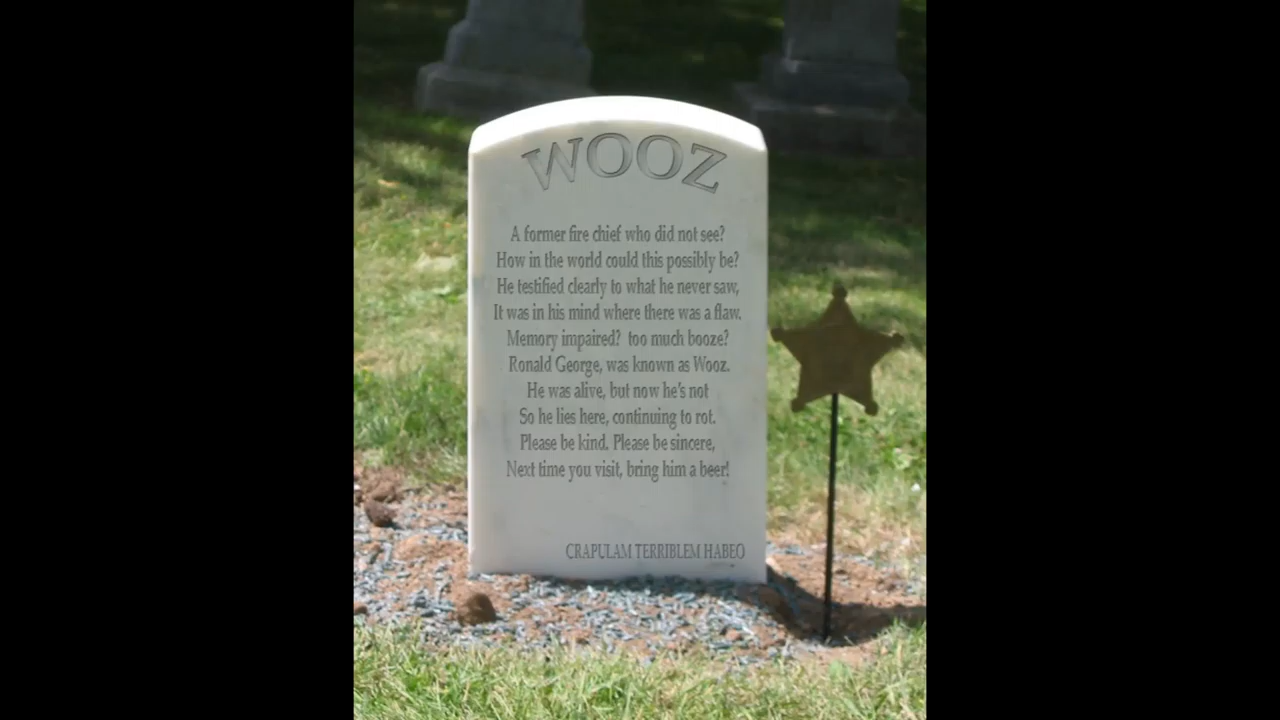 WOOZ
A former fire chief who did not see?
How in the world could this possibly be?
He testified clearly to what he never saw,
It was in his mind where there was a flaw.
Memory impaired? too much booze?
Ronald George, was known as Wooz.
He was alive, but now he's not
So he lies here, continuing to rot.
Please be kind. Please be sincere,
Next time you visit, bring him a beer!
CRAPULAM TERRIBLEM HABEO